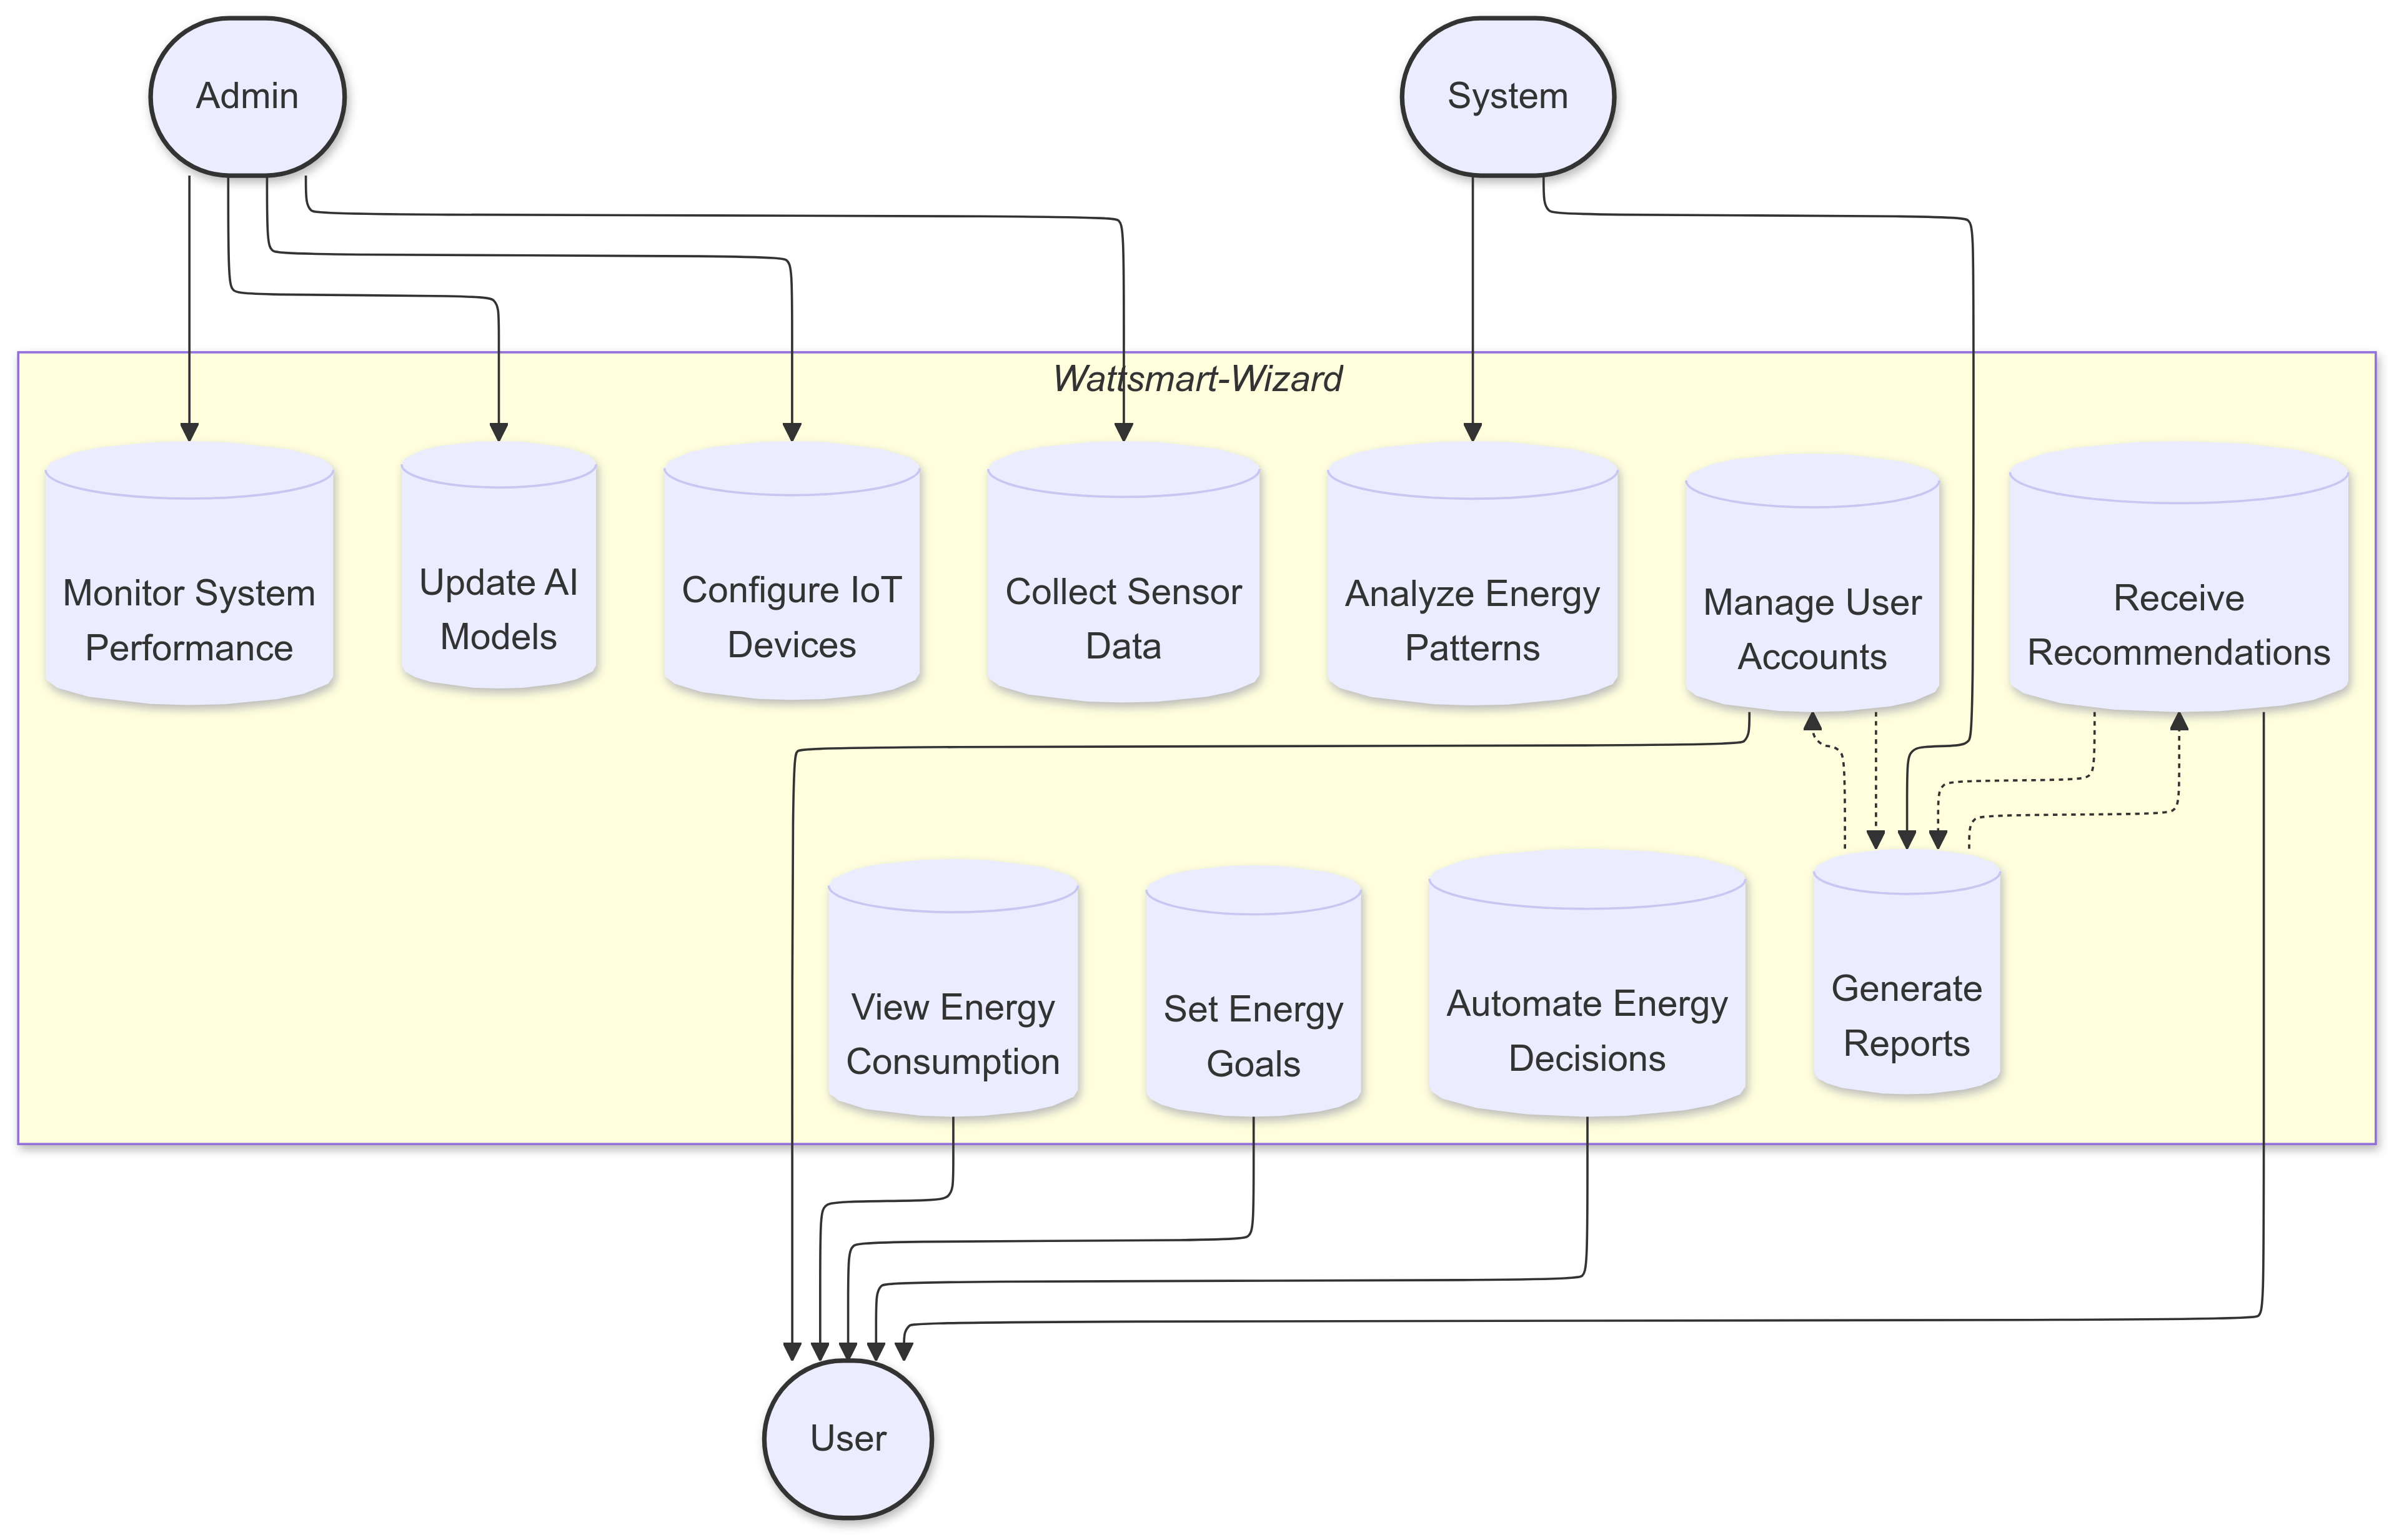 Admin
System
Wattsmart-Wizard
Monitor System
Performance
Update AI
Models
Configure IoT
Devices
Collect Sensor
Data
Analyze Energy
Patterns
Manage User
Accounts
Receive
Recommendations
View Energy
Consumption
Set Energy
Goals
Automate Energy
Decisions
Generate
Reports
User